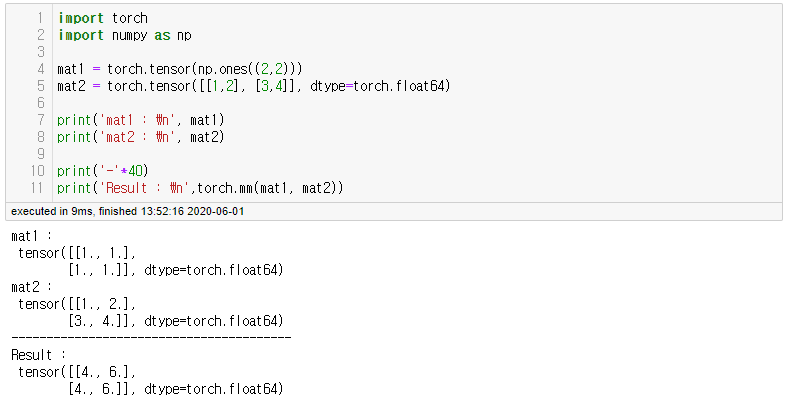 1 import torch
2 import numpy as np
3
4 mat1 = torch.tensor(np.ones((2,2)))
5 mat2 = torch.tensor([[1,2], [3,4]], dtype=torch.float64)
6
7 print('mat1 : ₩n', mat1)
8 print('mat2 : ₩n', mat2)
9
10 print('-'*40)
11 print('Result : ₩n',torch.mm(mat1, mat2))
executed in 9ms, finished 13:52:16 2020-06-01
mat1 :
 tensor([[1., 1.],
        [1., 1.]], dtype=torch.float64)
mat2 :
 tensor([[1., 2.],
        [3., 4.]], dtype=torch.float64)
----------------------------------------
Result :
 tensor([[4., 6.],
        [4., 6.]], dtype=torch.float64)